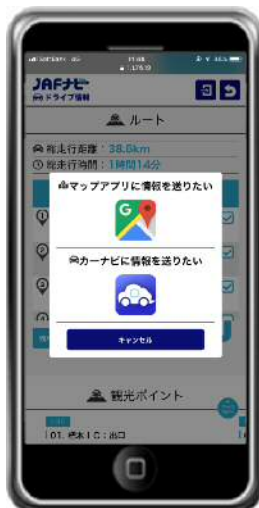 JAFナビ
ドライブ情報
ルート
総走行距離：38.6km
総走行時間：1時間14分
マップアプリに情報を送りたい
G
カーナビに情報を送りたい
キャンセル
観光ポイント
01. 栃木IC：出口